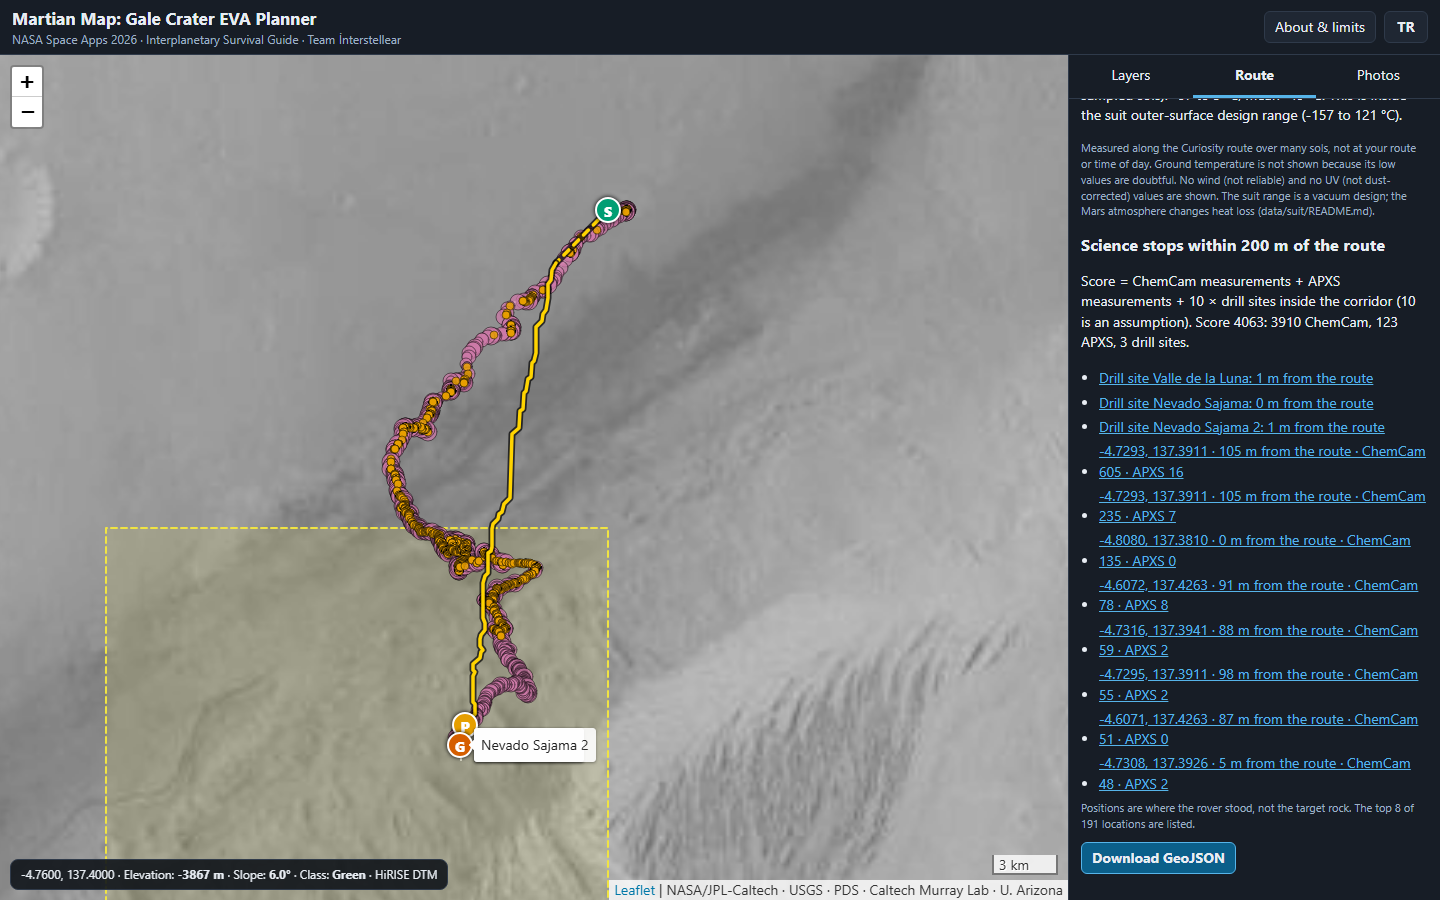 Martian Map: Gale Crater EVA Planner
NASA Space Apps 2026 · Interplanetary Survival Guide · Team İnterstellear
About & limits
TR
+
−
S
P
G
Nevado Sajama 2
-4.7600, 137.4000 · Elevation: -3867 m · Slope: 6.0° · Class: Green · HiRISE DTM
3 km
Leaflet | NASA/JPL-Caltech · USGS · PDS · Caltech Murray Lab · U. Arizona
Layers
Route
Photos
the suit outer-surface design range (-157 to 121 °C).
Measured along the Curiosity route over many sols, not at your route
or time of day. Ground temperature is not shown because its low
values are doubtful. No wind (not reliable) and no UV (not dust-
corrected) values are shown. The suit range is a vacuum design; the
Mars atmosphere changes heat loss (data/suit/README.md).
Science stops within 200 m of the route
Score = ChemCam measurements + APXS
measurements + 10 × drill sites inside the corridor (10
is an assumption). Score 4063: 3910 ChemCam, 123
APXS, 3 drill sites.
Drill site Valle de la Luna: 1 m from the route
Drill site Nevado Sajama: 0 m from the route
Drill site Nevado Sajama 2: 1 m from the route
-4.7293, 137.3911 · 105 m from the route · ChemCam
605 · APXS 16
-4.7293, 137.3911 · 105 m from the route · ChemCam
235 · APXS 7
-4.8080, 137.3810 · 0 m from the route · ChemCam
135 · APXS 0
-4.6072, 137.4263 · 91 m from the route · ChemCam
78 · APXS 8
-4.7316, 137.3941 · 88 m from the route · ChemCam
59 · APXS 2
-4.7295, 137.3911 · 98 m from the route · ChemCam
55 · APXS 2
-4.6071, 137.4263 · 87 m from the route · ChemCam
51 · APXS 0
-4.7308, 137.3926 · 5 m from the route · ChemCam
48 · APXS 2
Positions are where the rover stood, not the target rock. The top 8 of
191 locations are listed.
Download GeoJSON